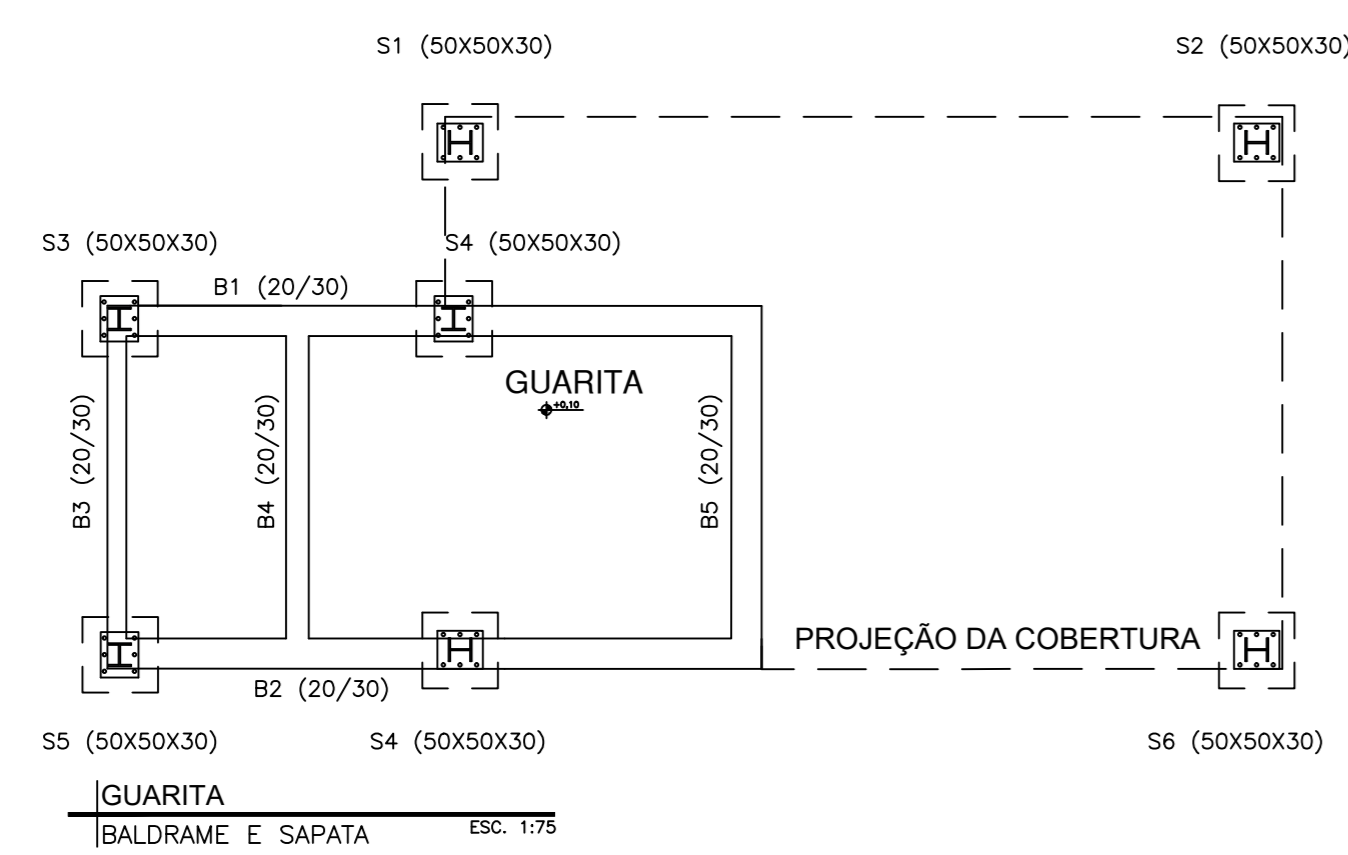 S1 (50X50X30)
S2 (50X50X30)
H
H
S3 (50X50X30)
S4 (50X50X30)
B1 (20/30)
I
I
GUARITA
+0,10
B3 (20/30)
B4 (20/30)
B5 (20/30)
PROJEÇÃO DA COBERTURA
I
H
H
B2 (20/30)
S5 (50X50X30)
S4 (50X50X30)
S6 (50X50X30)
GUARITA
BALDRAME E SAPATA
ESC. 1:75